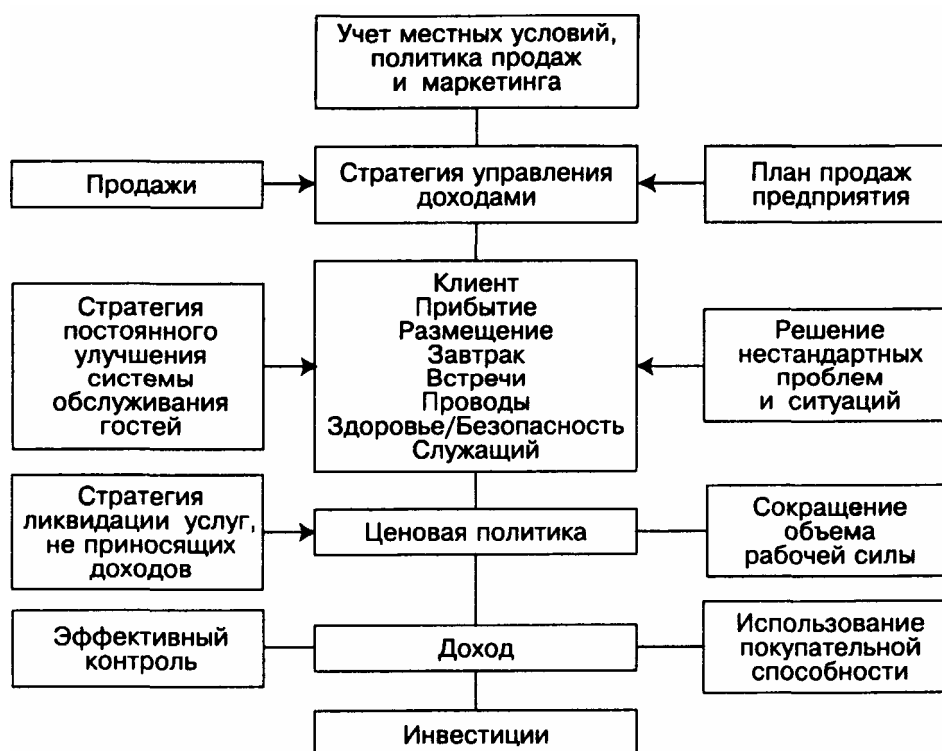 Учет местных условий,
политика продаж
и маркетинга
Продажи
Стратегия управления
доходами
План продаж
предприятия
Стратегия
постоянного
улучшения
системы
обслуживания
гостей
Клиент
Прибытие
Размещение
Завтрак
Встречи
Проводы
Здоровье/Безопасность
Служащий
Решение
нестандартных
проблем
и ситуаций
Стратегия
ликвидации услуг,
не приносящих
доходов
Ценовая политика
Сокращение
объема
рабочей силы
Эффективный
контроль
Доход
Использование
покупательной
способности
Инвестиции